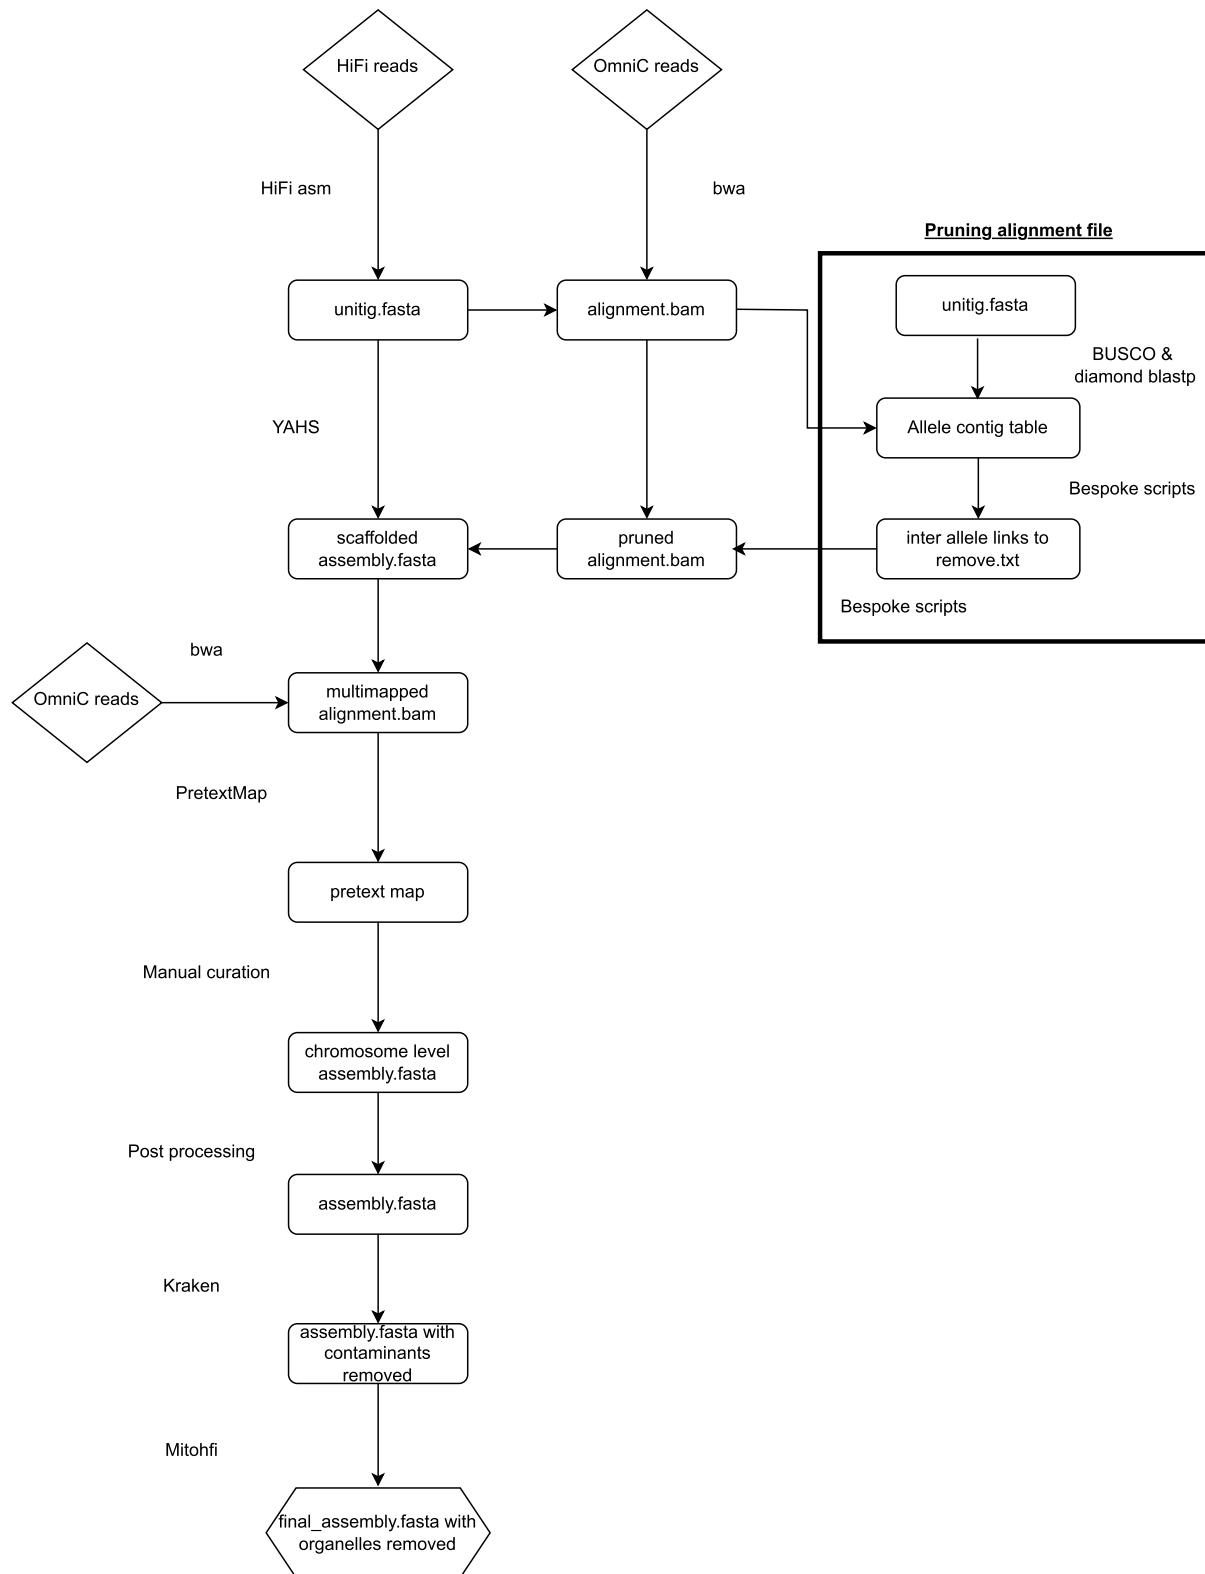 HiFi reads
OmniC reads
HiFi asm
bwa
Pruning alignment file
unitig.fasta
alignment.bam
unitig.fasta
BUSCO &
diamond blastp
YAHS
Allele contig table
Bespoke scripts
scaffolded
assembly.fasta
pruned
alignment.bam
inter allele links to
remove.txt
Bespoke scripts
bwa
OmniC reads
multimapped
alignment.bam
PretextMap
pretext map
Manual curation
chromosome level
assembly.fasta
Post processing
assembly.fasta
Kraken
assembly.fasta with
contaminants
removed
Mitohfi
final_assembly.fasta with
organelles removed